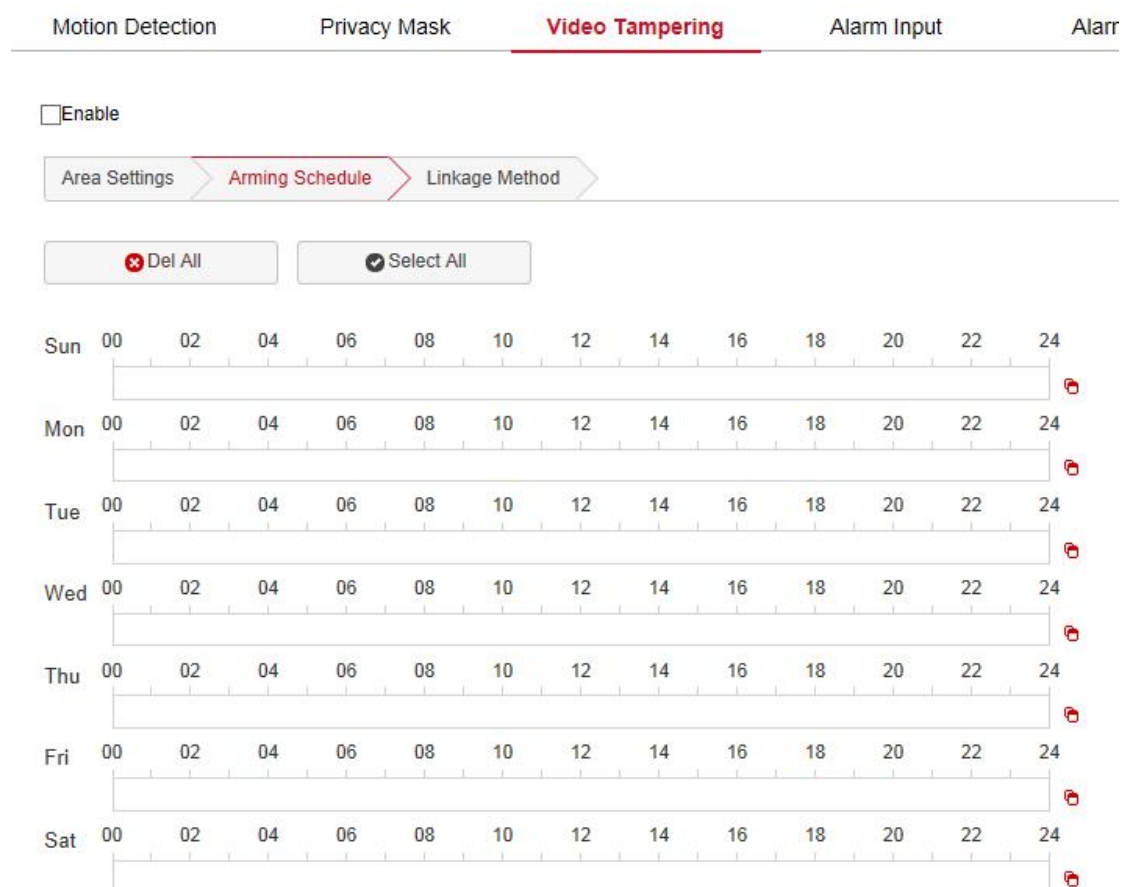 Motion Detection Privacy Mask Video Tampering Alarm Input Alarr
Enable
Area Settings Arming Schedule Linkage Method
Del All Select All
Sun 00 02 04 06 08 10 12 14 16 18 20 22 24
Mon 00 02 04 06 08 10 12 14 16 18 20 22 24
Tue 00 02 04 06 08 10 12 14 16 18 20 22 24
Wed 00 02 04 06 08 10 12 14 16 18 20 22 24
Thu 00 02 04 06 08 10 12 14 16 18 20 22 24
Fri 00 02 04 06 08 10 12 14 16 18 20 22 24
Sat 00 02 04 06 08 10 12 14 16 18 20 22 24